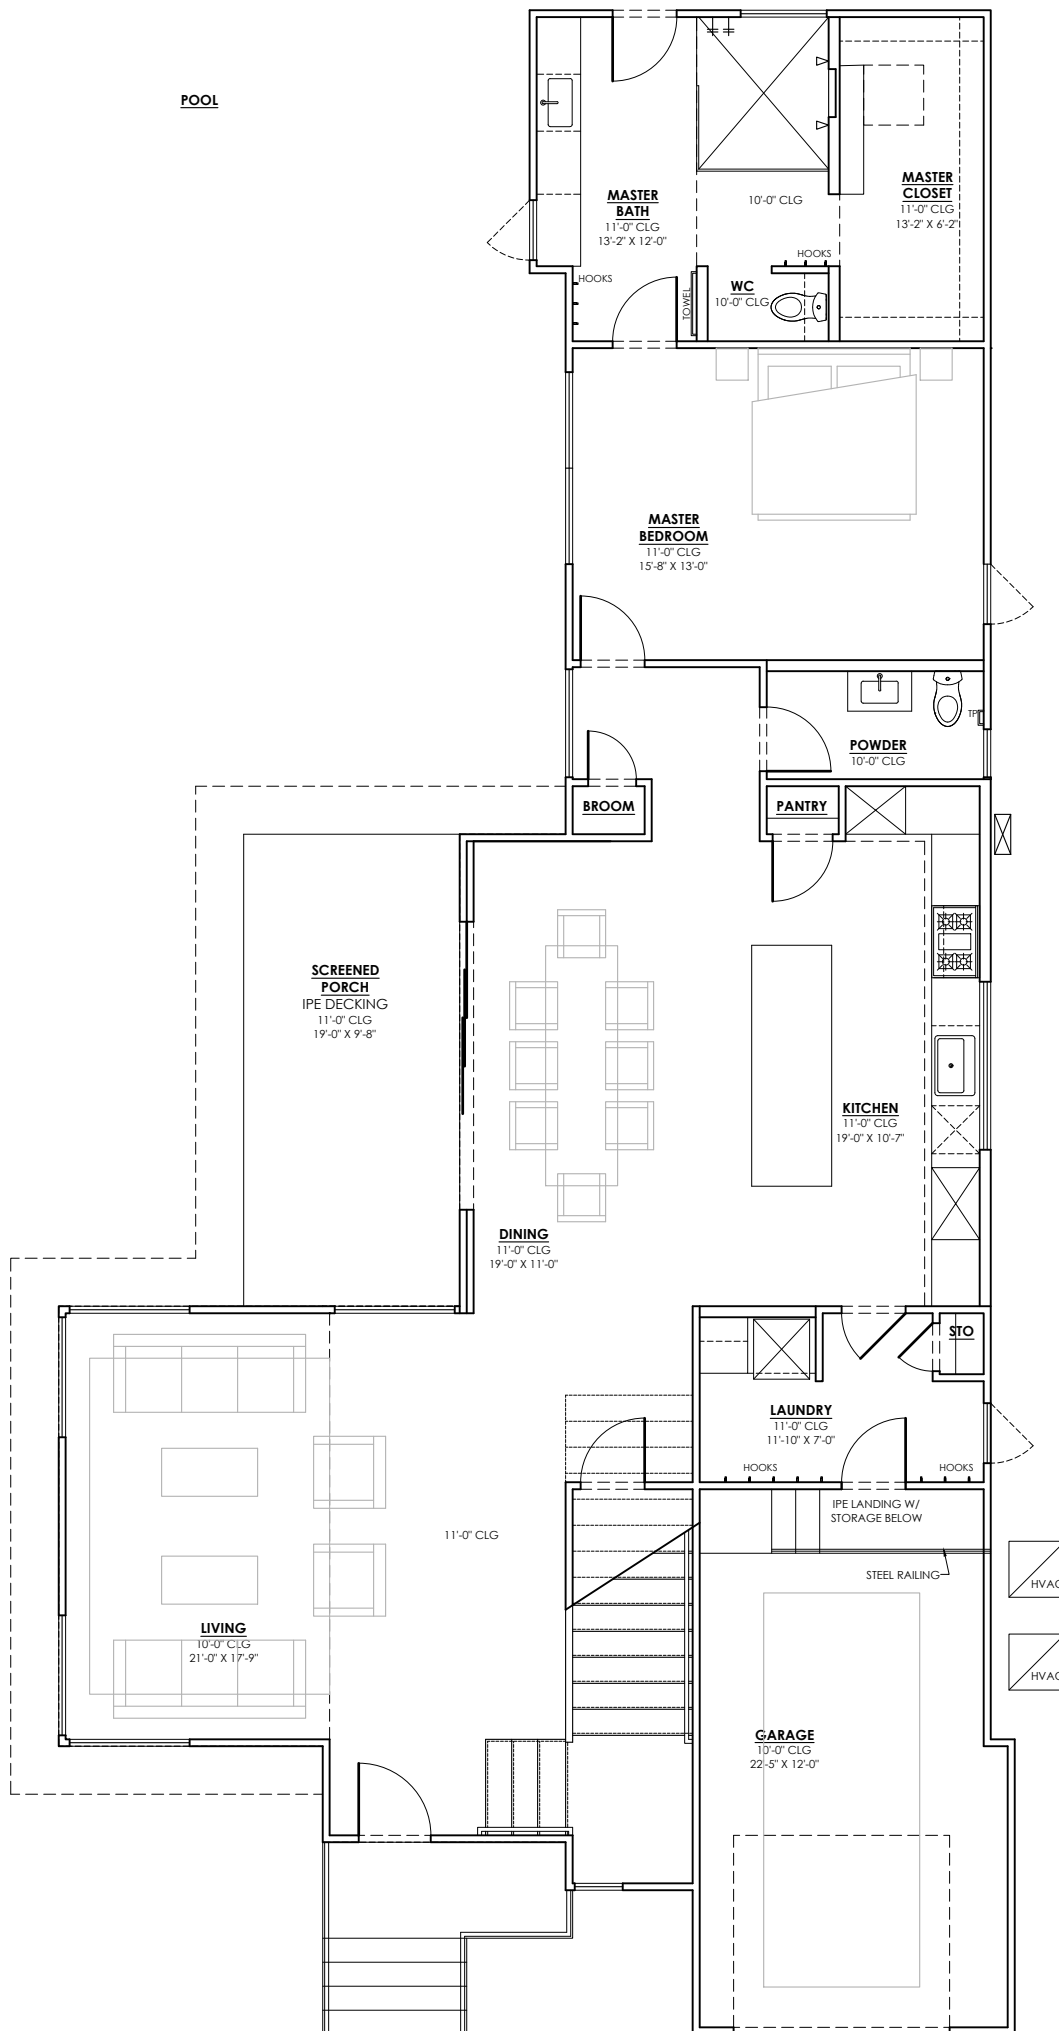 POOL
MASTER
BATH
11'-0" CLG
13'-2" X 12'-0"
10'-0" CLG
MASTER
CLOSET
11'-0" CLG
13'-2" X 6'-2"
HOOKS
HOOKS
TOWEL
WC
10'-0" CLG
MASTER
BEDROOM
11'-0" CLG
15'-8" X 13'-0"
TP
POWDER
10'-0" CLG
BROOM
PANTRY
SCREENED
PORCH
IPE DECKING
11'-0" CLG
19'-0" X 9'-8"
KITCHEN
11'-0" CLG
19'-0" X 10'-7"
DINING
11'-0" CLG
19'-0" X 11'-0"
STO
LAUNDRY
11'-0" CLG
11'-10" X 7'-0"
HOOKS
HOOKS
IPE LANDING W/
STORAGE BELOW
11'-0" CLG
STEEL RAILING
HVAC
LIVING
10'-0" CLG
21'-0" X 17'-9"
HVAC
GARAGE
10'-0" CLG
22'-5" X 12'-0"